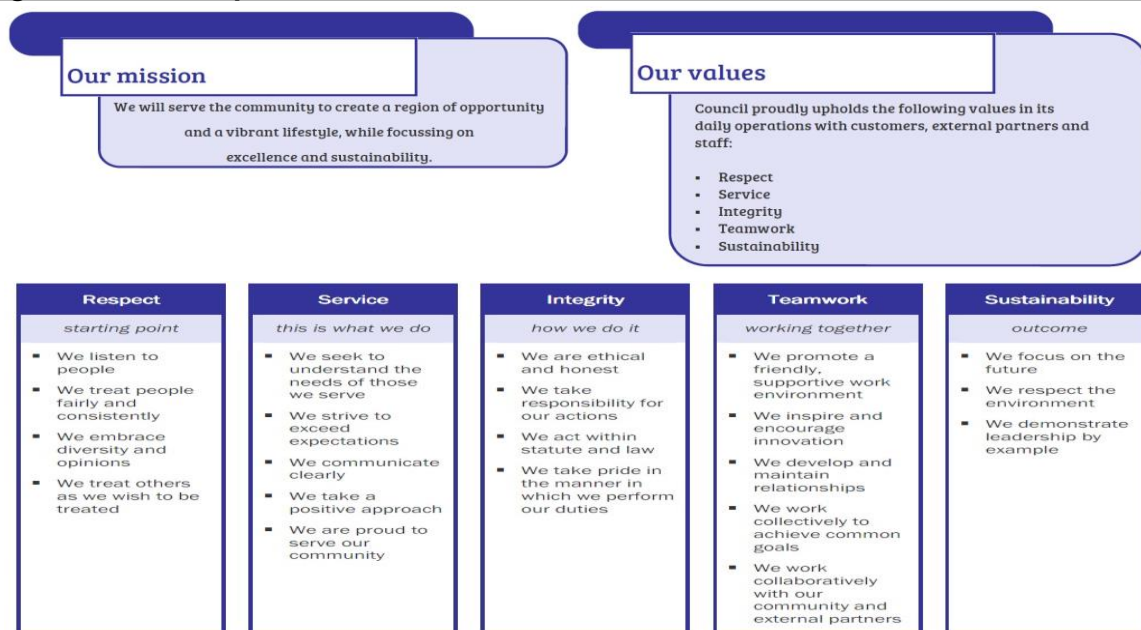 Our mission
We will serve the community to create a region of opportunity
and a vibrant lifestyle, while focussing on
excellence and sustainability.
Our values
Council proudly upholds the following values in its
daily operations with customers, external partners and
staff:
▪ Respect
▪ Service
▪ Integrity
▪ Teamwork
▪ Sustainability
Respect
starting point
▪ We listen to
people
▪ We treat people
fairly and
consistently
▪ We embrace
diversity and
opinions
▪ We treat others
as we wish to be
treated
Service
this is what we do
▪ We seek to
understand the
needs of those
we serve
▪ We strive to
exceed
expectations
▪ We communicate
clearly
▪ We take a
positive approach
▪ We are proud to
serve our
community
Integrity
how we do it
▪ We are ethical
and honest
▪ We take
responsibility for
our actions
▪ We act within
statute and law
▪ We take pride in
the manner in
which we perform
our duties
Teamwork
working together
▪ We promote a
friendly,
supportive work
environment
▪ We inspire and
encourage
innovation
▪ We develop and
maintain
relationships
▪ We work
collectively to
achieve common
goals
▪ We work
collaboratively
with our
community and
external partners
Sustainability
outcome
▪ We focus on the
future
▪ We respect the
environment
▪ We demonstrate
leadership by
example